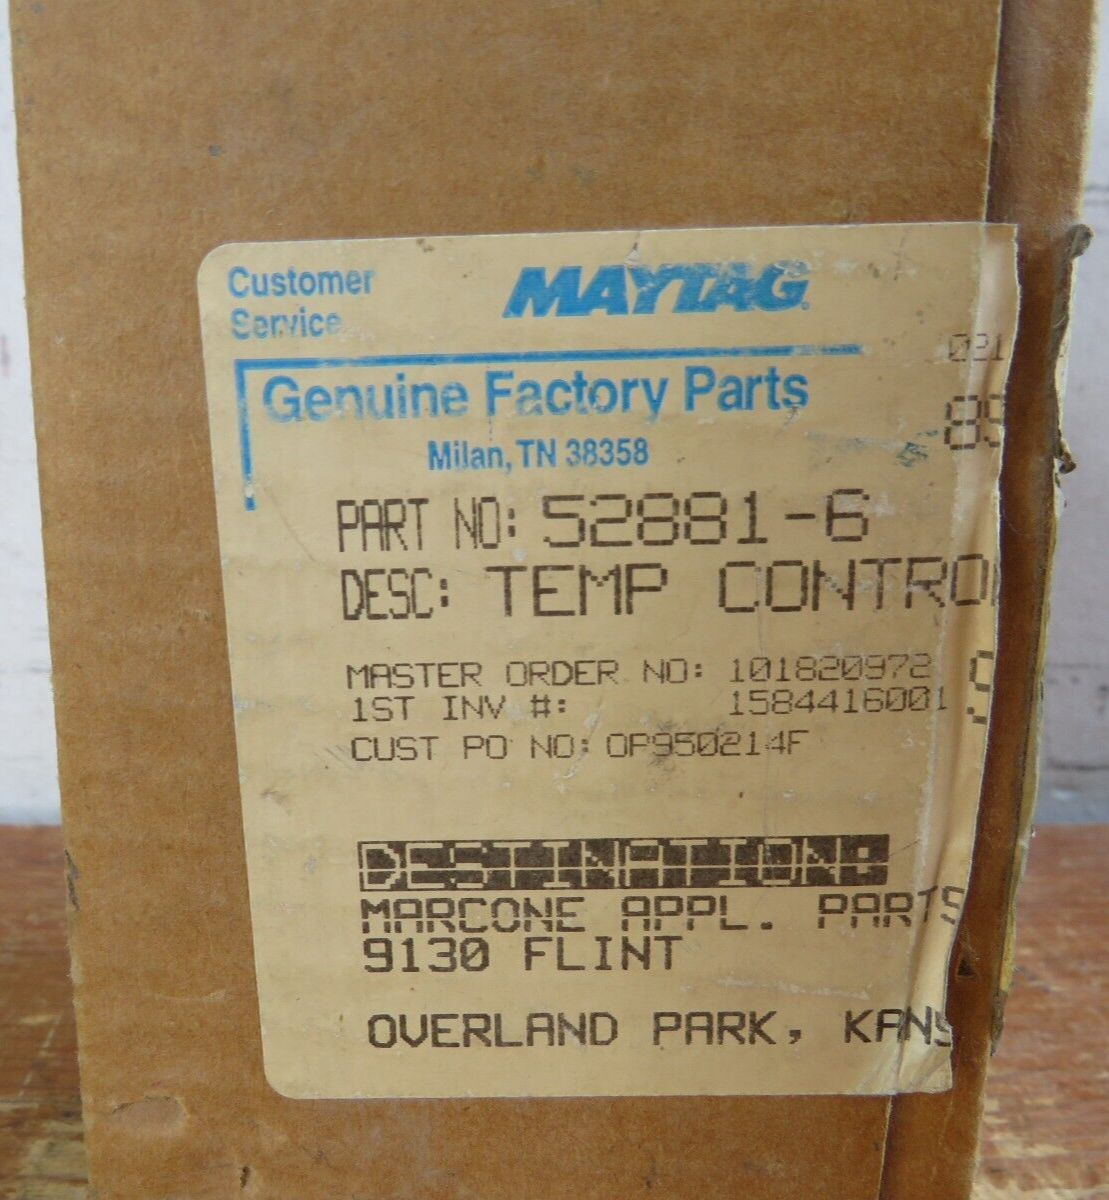 Customer
Service
MAYTAG
Genuine Factory Parts
Milan, TN 38358
PART NO: 52881-6
DESC: TEMP CONTRO
MASTER ORDER NO: 101820972
1ST INV #: 1584416001
CUST PO NO: OP950214F
DESTINATION:
MARCONE APPL. PARTS
9130 FLINT
OVERLAND PARK, KANS